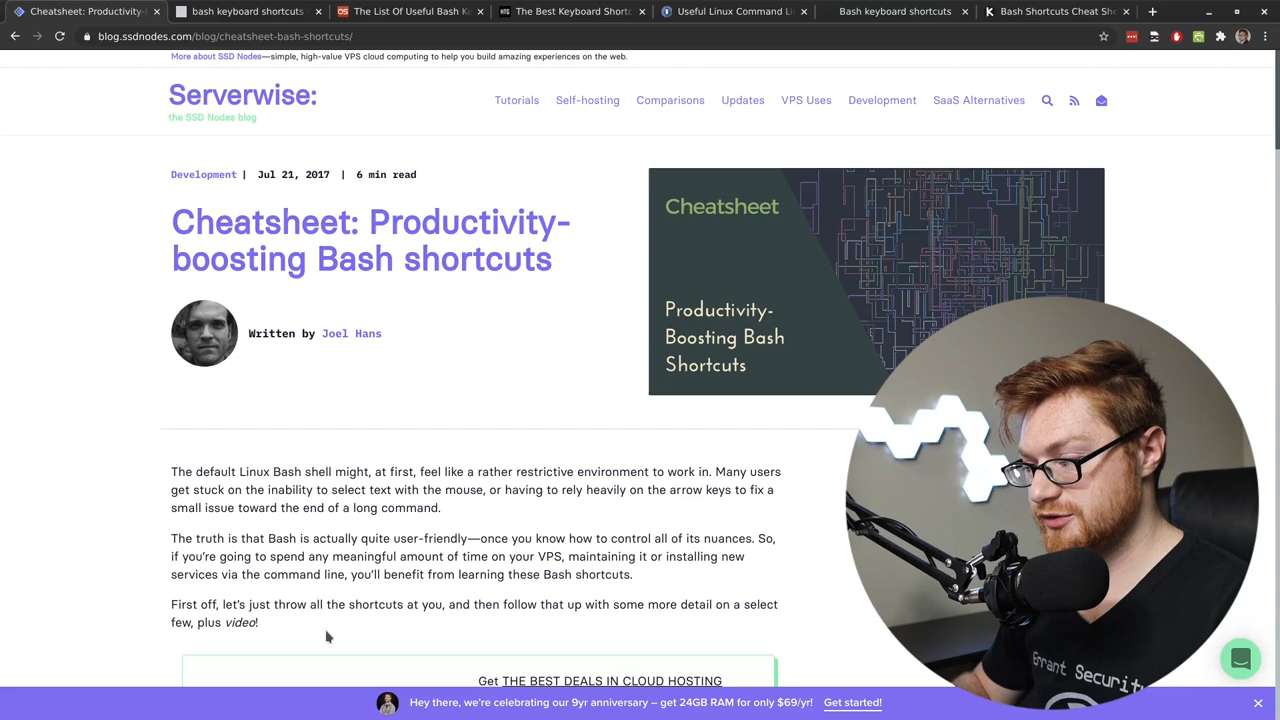 Cheatsheet: Productivity-b
bash keyboard shortcuts
The List Of Useful Bash Ke
The Best Keyboard Shortc
Useful Linux Command Li
Bash keyboard shortcuts
Bash Shortcuts Cheat She
blog.ssdnodes.com/blog/cheatsheet-bash-shortcuts/
More about SSD Nodes—simple, high-value VPS cloud computing to help you build amazing experiences on the web.
Serverwise:
the SSD Nodes blog
Tutorials Self-hosting Comparisons Updates VPS Uses Development SaaS Alternatives
Development | Jul 21, 2017 | 6 min read
Cheatsheet: Productivity-
boosting Bash shortcuts
Written by Joel Hans
Cheatsheet
Productivity-
Boosting Bash
Shortcuts
The default Linux Bash shell might, at first, feel like a rather restrictive environment to work in. Many users
get stuck on the inability to select text with the mouse, or having to rely heavily on the arrow keys to fix a
small issue toward the end of a long command.
The truth is that Bash is actually quite user-friendly—once you know how to control all of its nuances. So,
if you're going to spend any meaningful amount of time on your VPS, maintaining it or installing new
services via the command line, you'll benefit from learning these Bash shortcuts.
First off, let's just throw all the shortcuts at you, and then follow that up with some more detail on a select
few, plus video!
Get THE BEST DEALS IN CLOUD HOSTING
Hey there, we're celebrating our 9yr anniversary – get 24GB RAM for only $69/yr! Get started!
Errant Security